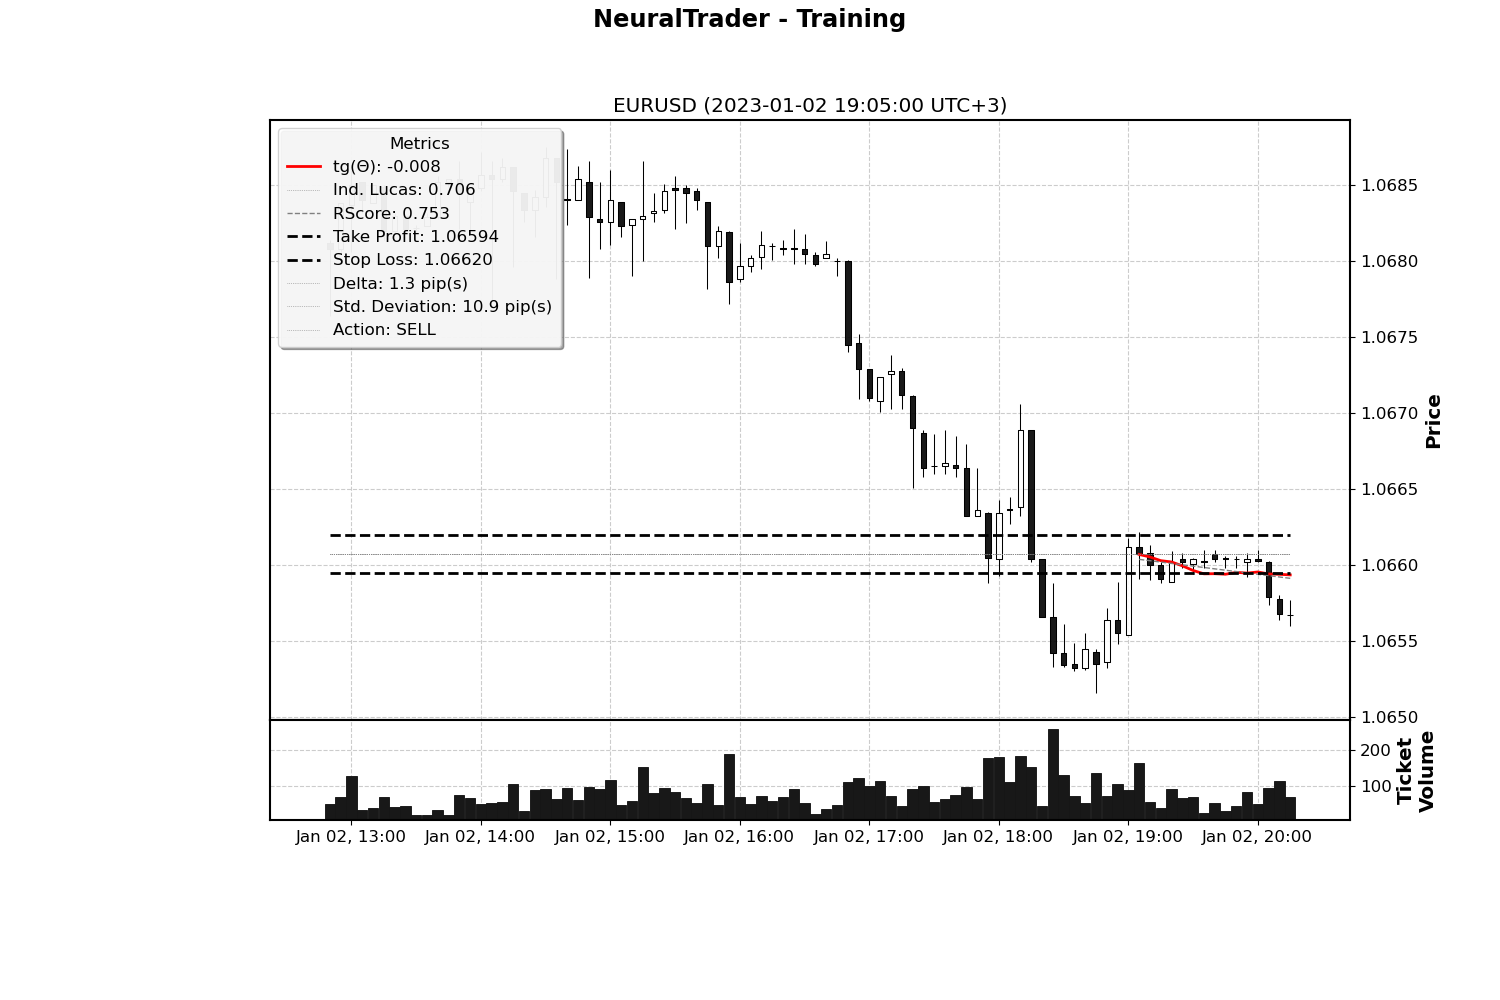 NeuralTrader - Training
EURUSD (2023-01-02 19:05:00 UTC+3)
Metrics
tg(Θ): -0.008
Ind. Lucas: 0.706
RScore: 0.753
Take Profit: 1.06594
Stop Loss: 1.06620
Delta: 1.3 pip(s)
Std. Deviation: 10.9 pip(s)
Action: SELL
1.0685
1.0680
1.0675
1.0670
1.0665
1.0660
1.0655
1.0650
Price
200
100
Ticket
Volume
Jan 02, 13:00
Jan 02, 14:00
Jan 02, 15:00
Jan 02, 16:00
Jan 02, 17:00
Jan 02, 18:00
Jan 02, 19:00
Jan 02, 20:00